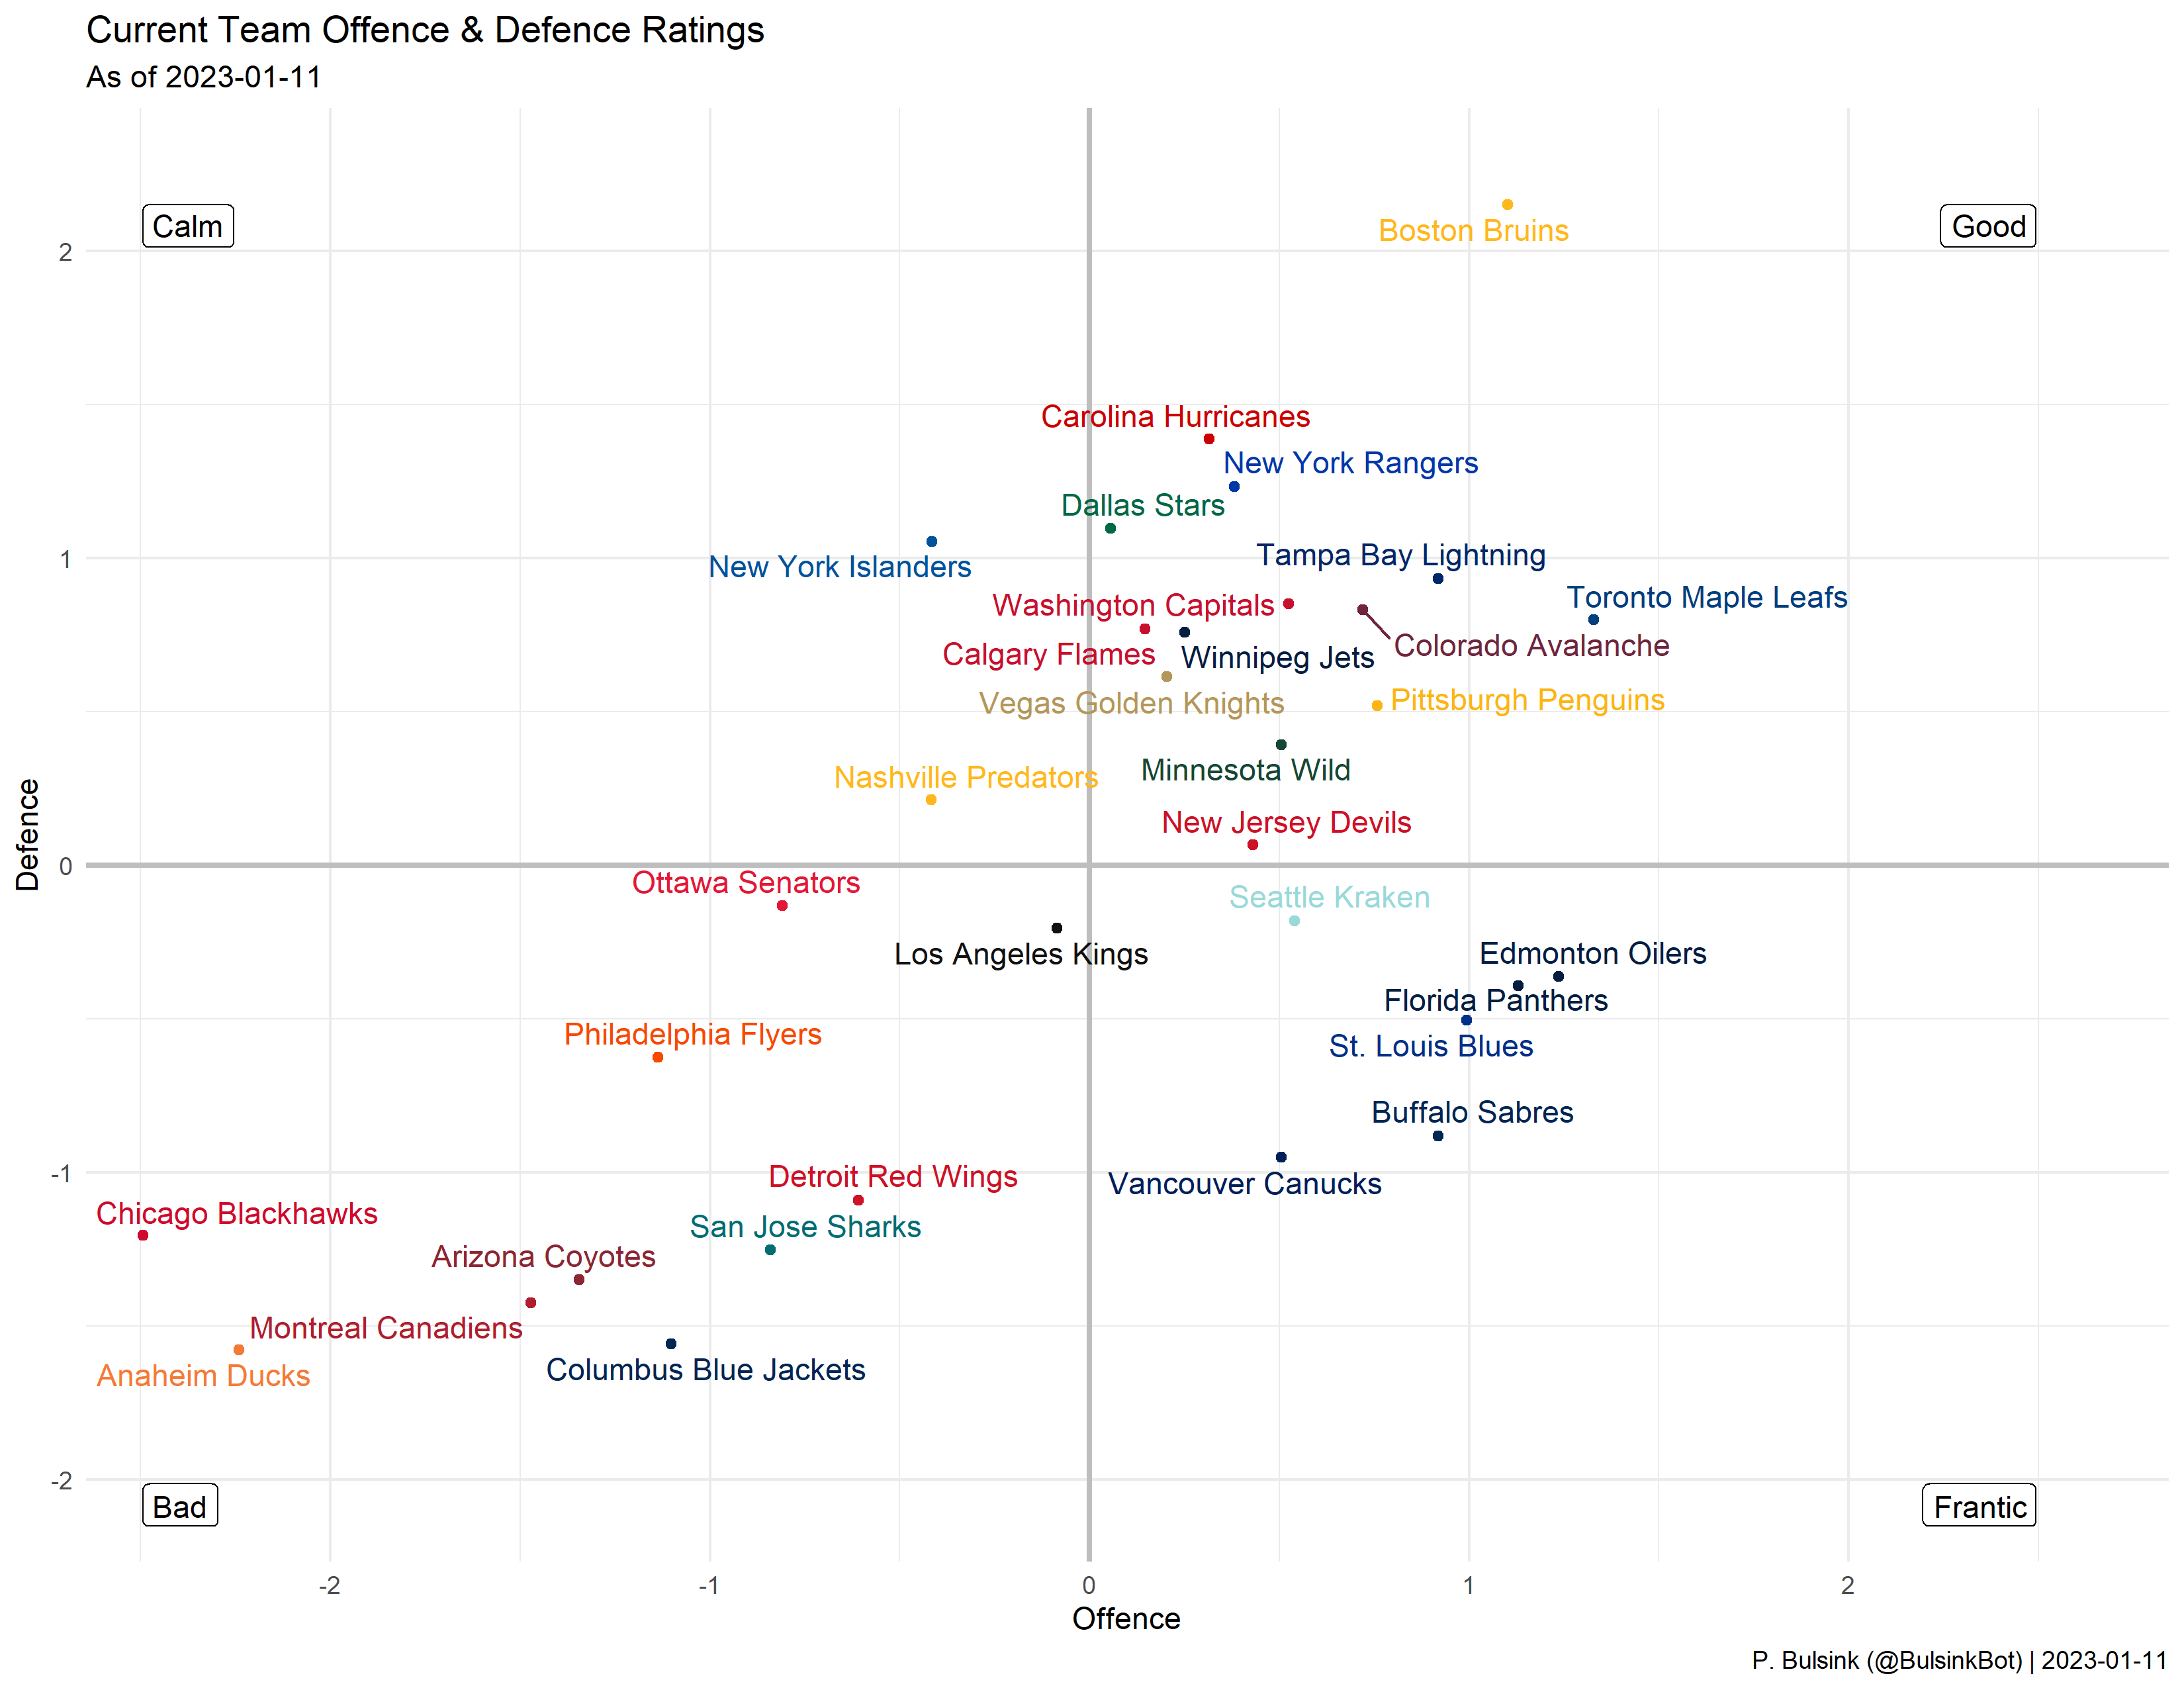 Current Team Offence & Defence Ratings
As of 2023-01-11
Calm
Good
Boston Bruins
2
Carolina Hurricanes
New York Rangers
Dallas Stars
Tampa Bay Lightning
1
New York Islanders
Toronto Maple Leafs
Washington Capitals
Colorado Avalanche
Calgary Flames
Winnipeg Jets
Pittsburgh Penguins
Vegas Golden Knights
Minnesota Wild
Nashville Predators
New Jersey Devils
Defence
0
Ottawa Senators
Seattle Kraken
Los Angeles Kings
Edmonton Oilers
Florida Panthers
Philadelphia Flyers
St. Louis Blues
Buffalo Sabres
-1
Detroit Red Wings
Vancouver Canucks
Chicago Blackhawks
San Jose Sharks
Arizona Coyotes
Montreal Canadiens
Anaheim Ducks
Columbus Blue Jackets
-2
Bad
Frantic
-2
-1
0
1
2
Offence
P. Bulsink (@BulsinkBot) | 2023-01-11